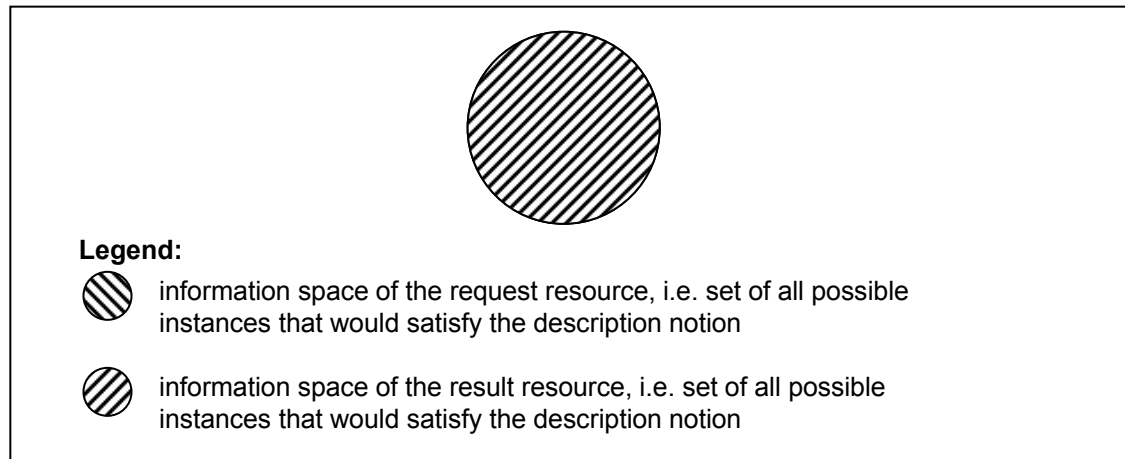 Legend:
information space of the request resource, i.e. set of all possible
instances that would satisfy the description notion
information space of the result resource, i.e. set of all possible
instances that would satisfy the description notion